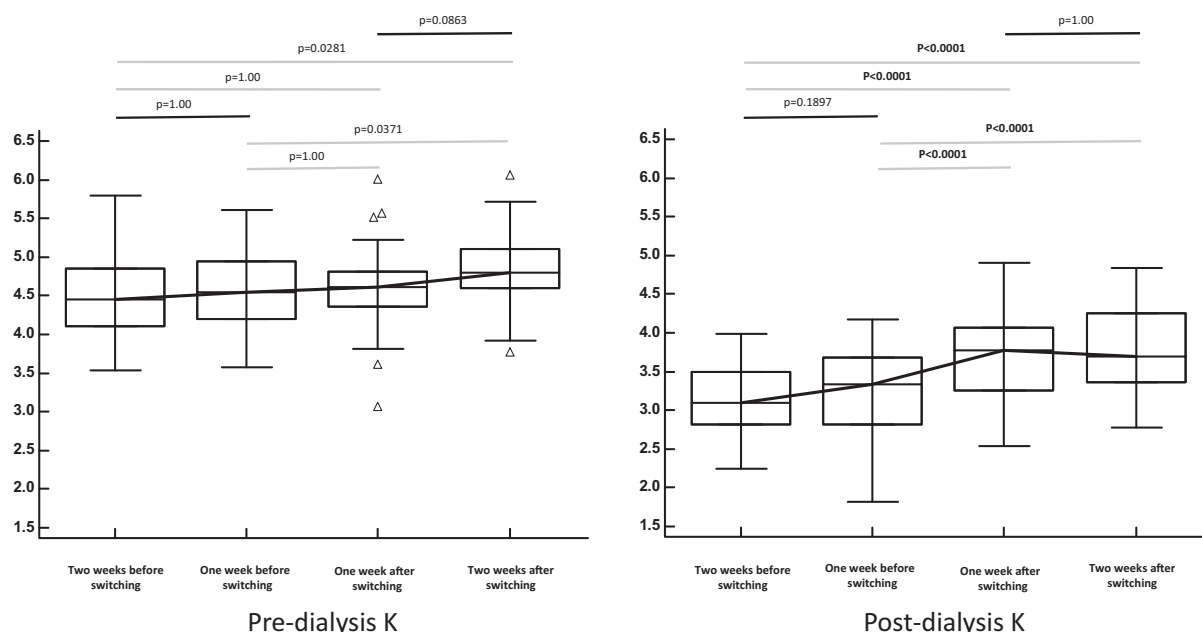 p=0.0863
p=0.0281
p=1.00
p=1.00
p=0.0371
p=1.00
6.5
6.0
5.5
5.0
4.5
4.0
3.5
3.0
2.5
2.0
1.5
Two weeks before
switching
One week before
switching
One week after
switching
Two weeks after
switching
Pre-dialysis K
p=1.00
P<0.0001
P<0.0001
p=0.1897
P<0.0001
P<0.0001
6.5
6.0
5.5
5.0
4.5
4.0
3.5
3.0
2.5
2.0
1.5
Two weeks before
switching
One week before
switching
One week after
switching
Two weeks after
switching
Post-dialysis K